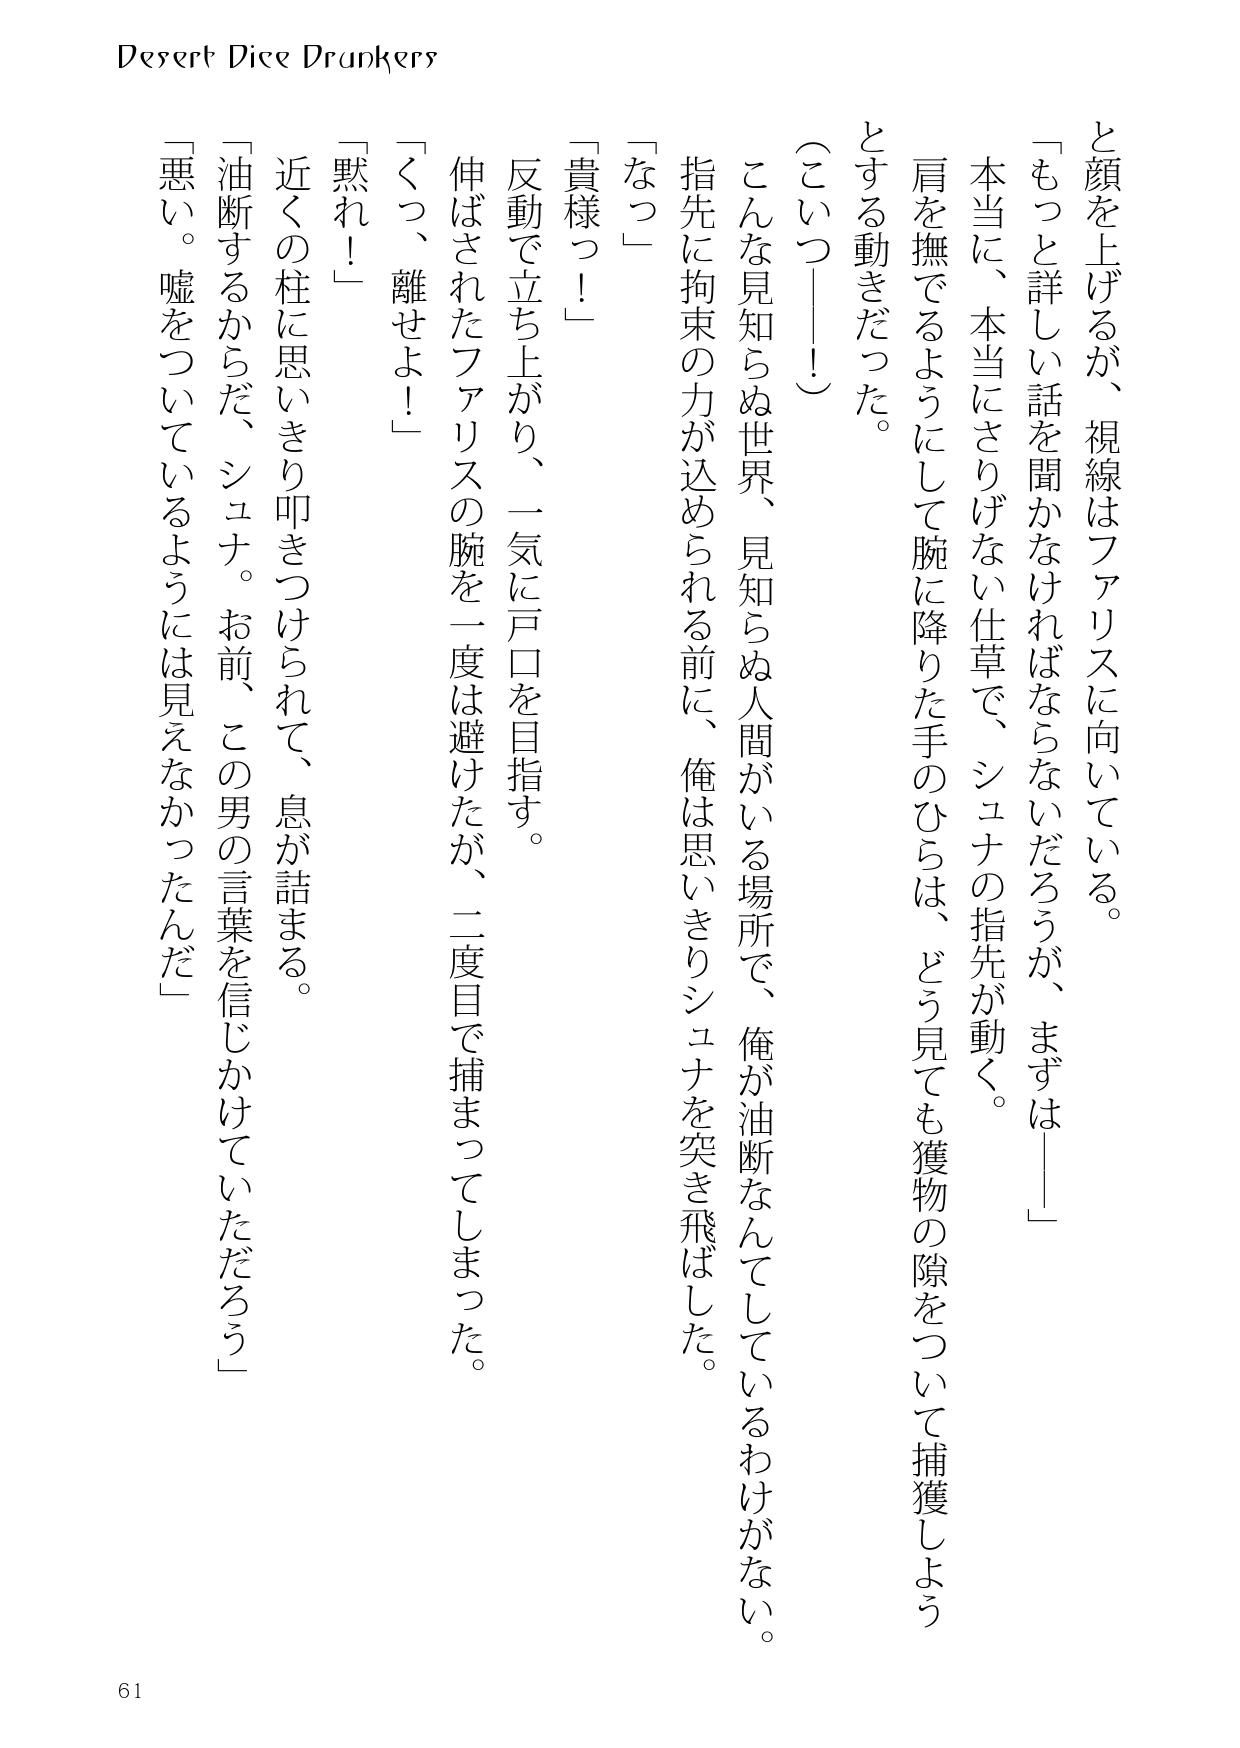 Desert Dice Drunkers
と顔を上げるが、視線はファリスに向いている。
「もっと詳しい話を聞かなければならないだろうが、まずは――」
本当に、本当にさりげない仕草で、シュナの指先が動く。
肩を撫でるようにして腕に降りた手のひらは、どう見ても獲物の隙をついて捕獲しよう
とする動きだった。
（こいつ――！）
こんな見知らぬ世界、見知らぬ人間がいる場所で、俺が油断なんてしているわけがない。
指先に拘束の力が込められる前に、俺は思いきりシュナを突き飛ばした。
「なっ」
「貴様っ！」
反動で立ち上がり、一気に戸口を目指す。
伸ばされたファリスの腕を一度は避けたが、二度目で捕まってしまった。
「くっ、離せよ！」
「黙れ！」
近くの柱に思いきり叩きつけられて、息が詰まる。
「油断するからだ、シュナ。お前、この男の言葉を信じかけていただろう」
「悪い。嘘をついているようには見えなかったんだ」
61